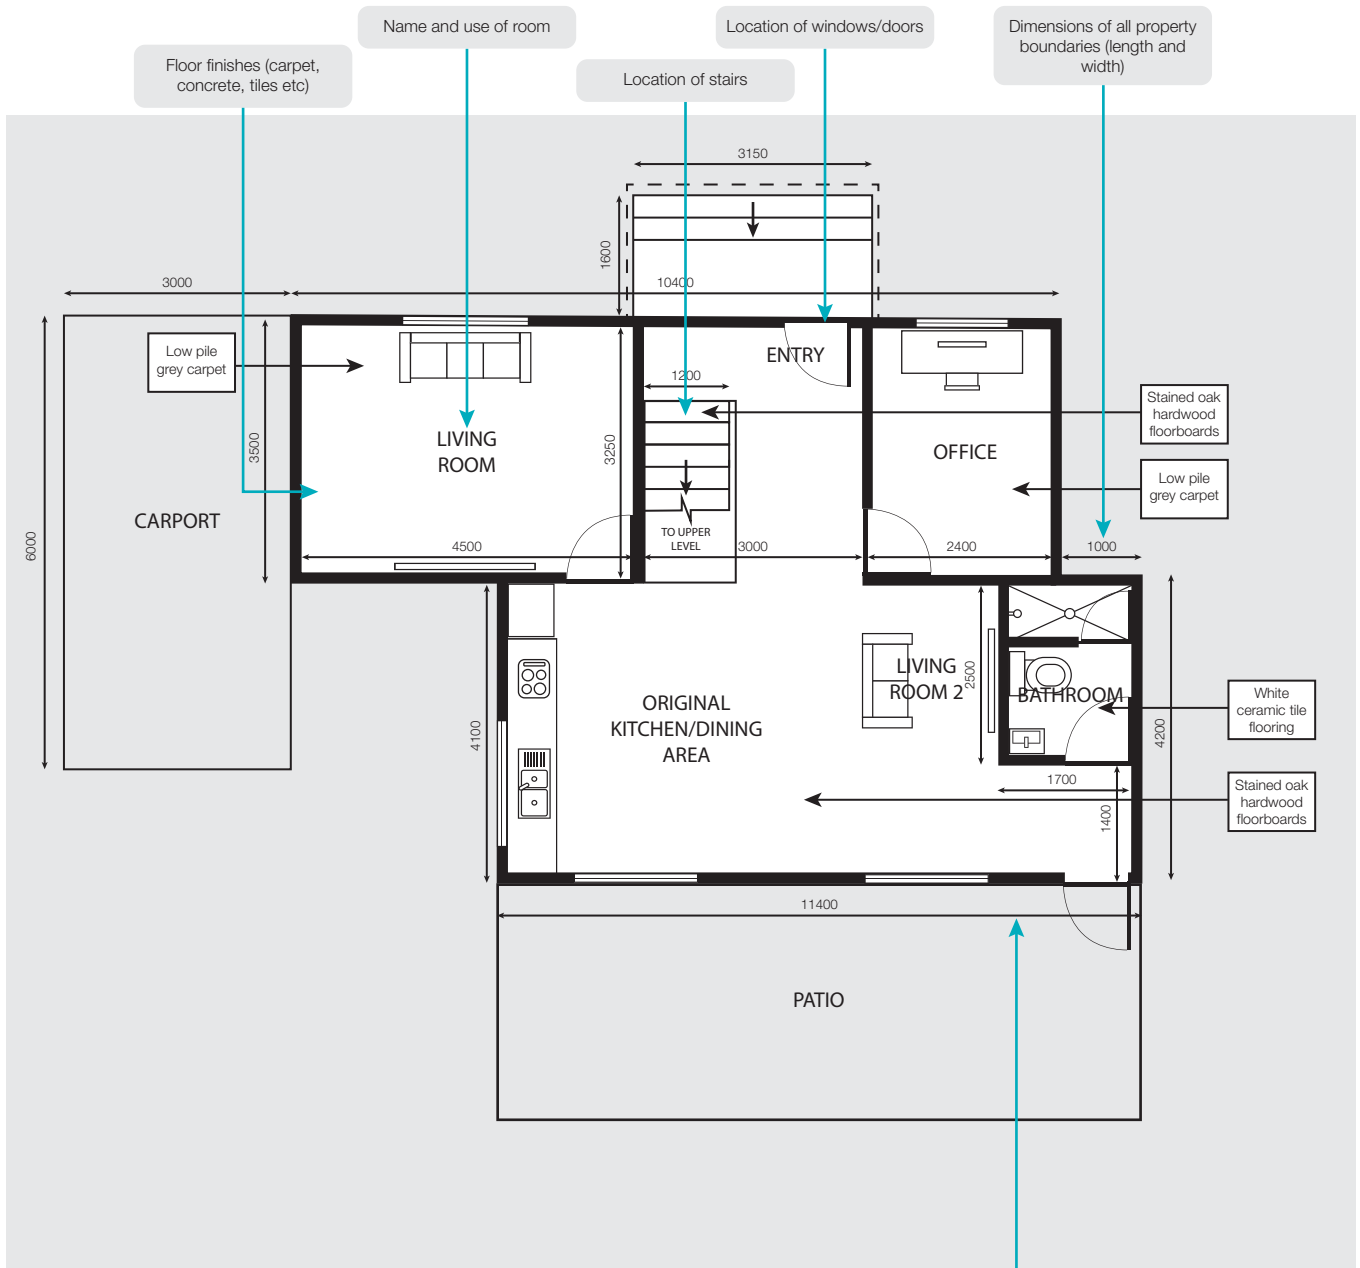 Name and use of room
Location of windows/doors
Dimensions of all property
boundaries (length and
width)
Floor finishes (carpet,
concrete, tiles etc)
Location of stairs
3150
1600
3000
10400
Low pile
grey carpet
ENTRY
1200
Stained oak
hardwood
floorboards
LIVING
ROOM
3500
3250
OFFICE
Low pile
grey carpet
CARPORT
6000
TO UPPER
LEVEL
4500
3000
2400
1000
LIVING
ROOM 2
2500
BATHROOM
White
ceramic tile
flooring
ORIGINAL
KITCHEN/DINING
AREA
4100
4200
1700
1400
Stained oak
hardwood
floorboards
11400
PATIO